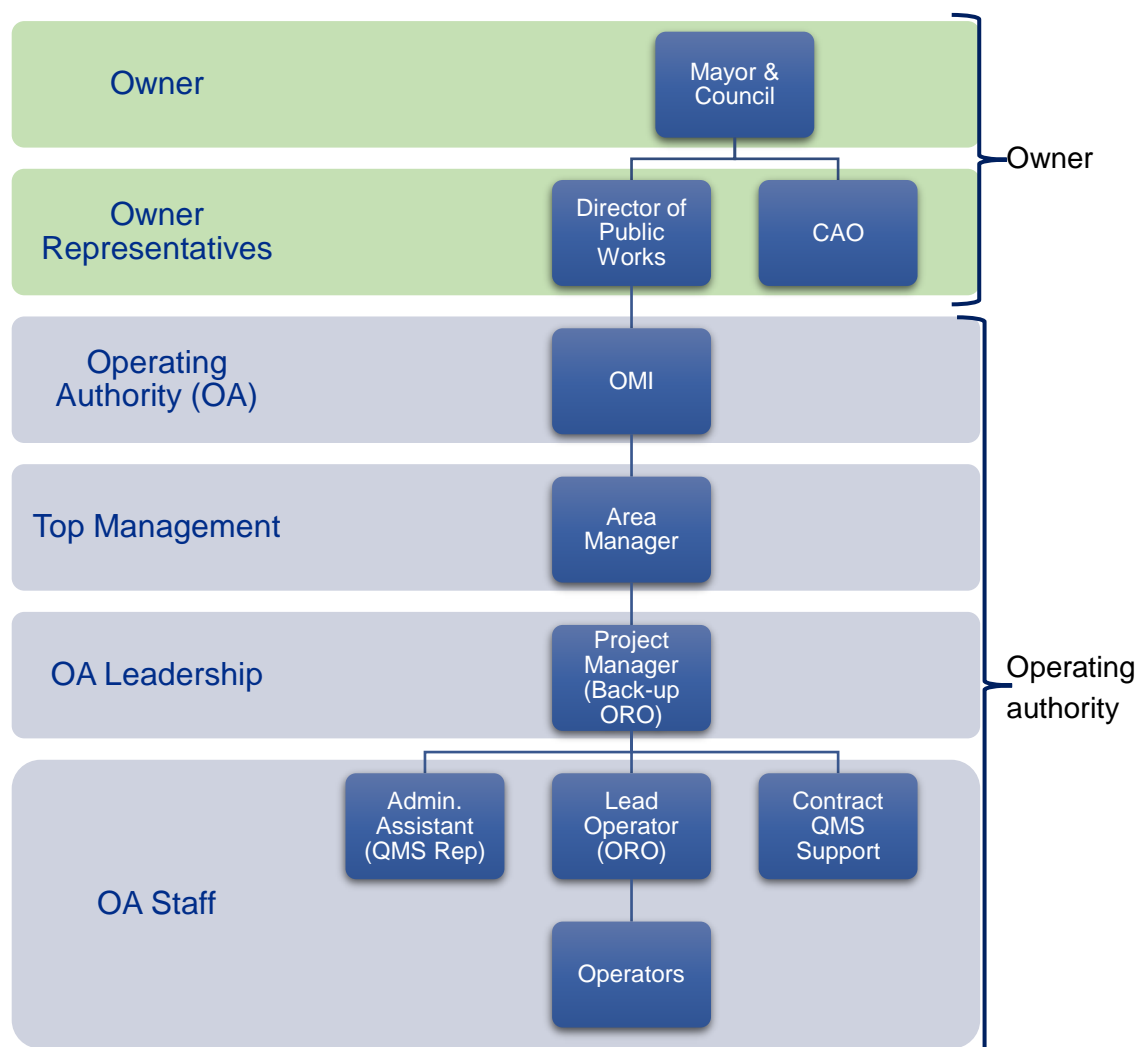 Owner
Mayor &
Council
Owner
Owner
Representatives
Director of
Public
Works
CAO
Operating
Authority (OA)
OMI
Top Management
Area
Manager
OA Leadership
Project
Manager
(Back-up
ORO)
Operating
authority
OA Staff
Admin.
Assistant
(QMS Rep)
Lead
Operator
(ORO)
Contract
QMS
Support
Operators